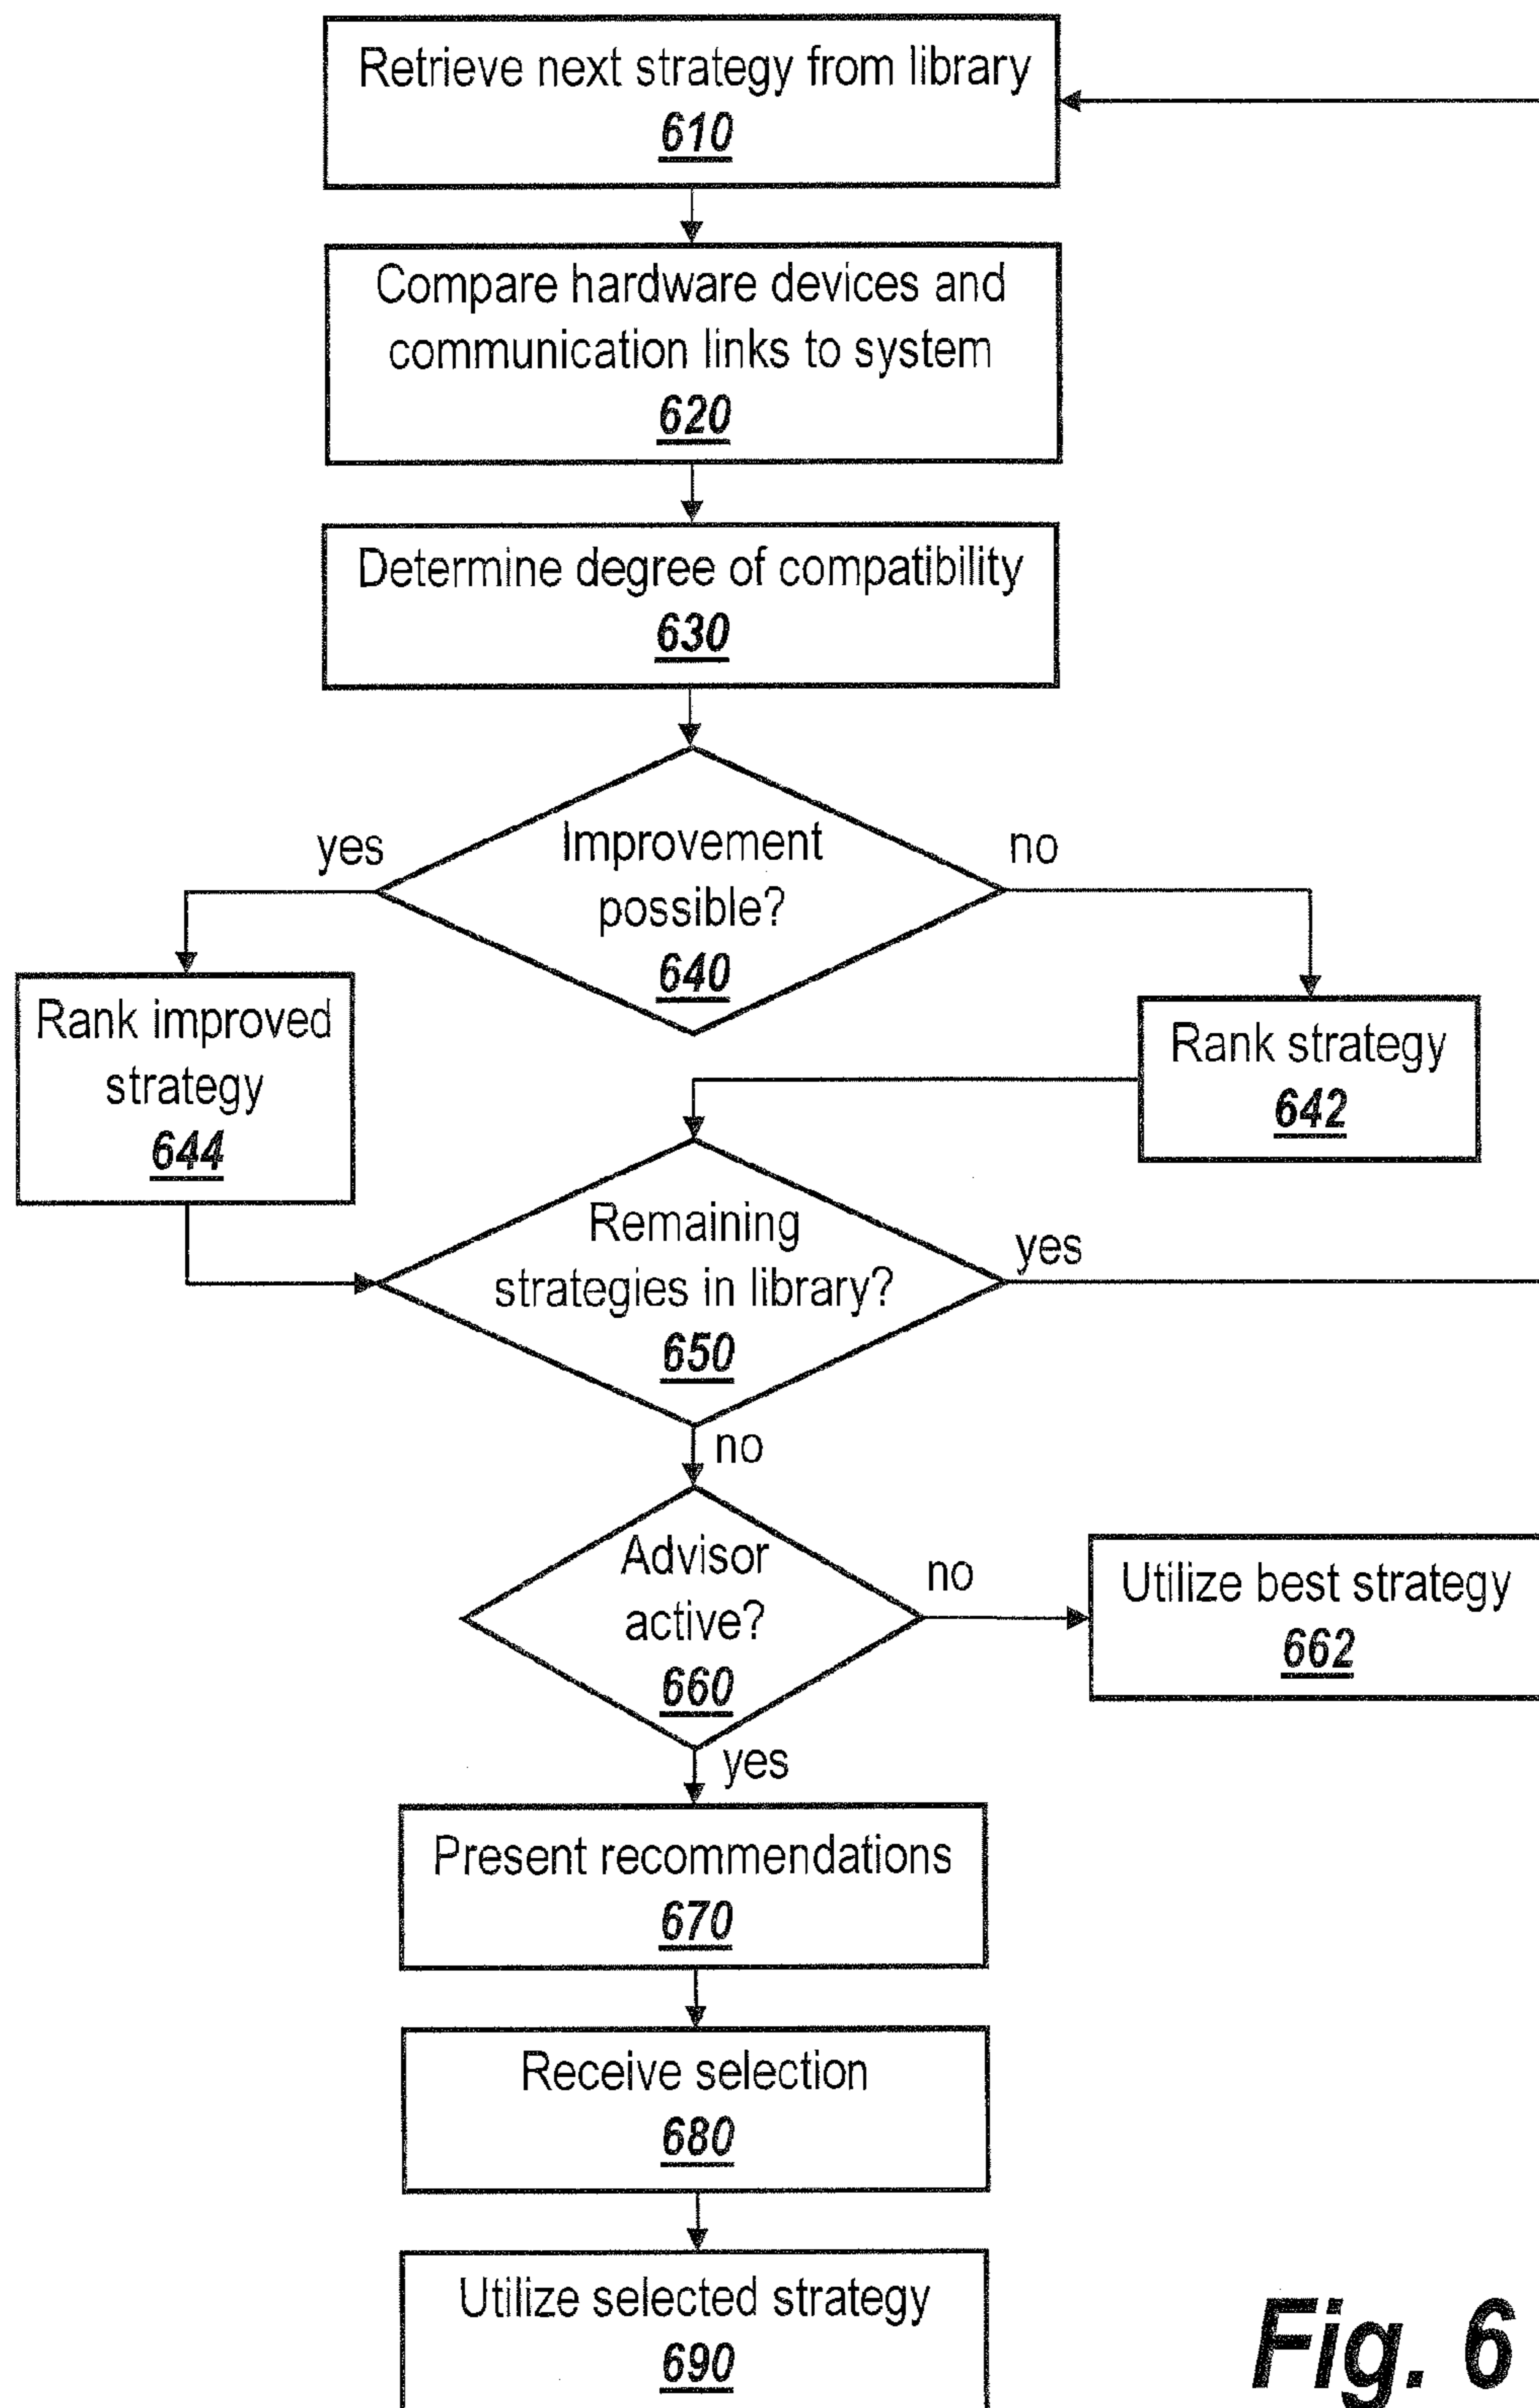 Retrieve next strategy from library
610
Compare hardware devices and
communication links to system
620
Determine degree of compatibility
630
Improvement
possible?
640
yes
no
Rank improved
strategy
644
Rank strategy
642
Remaining
strategies in library?
650
yes
no
Advisor
active?
660
no
Utilize best strategy
662
yes
Present recommendations
670
Receive selection
680
Utilize selected strategy
690
Fig. 6